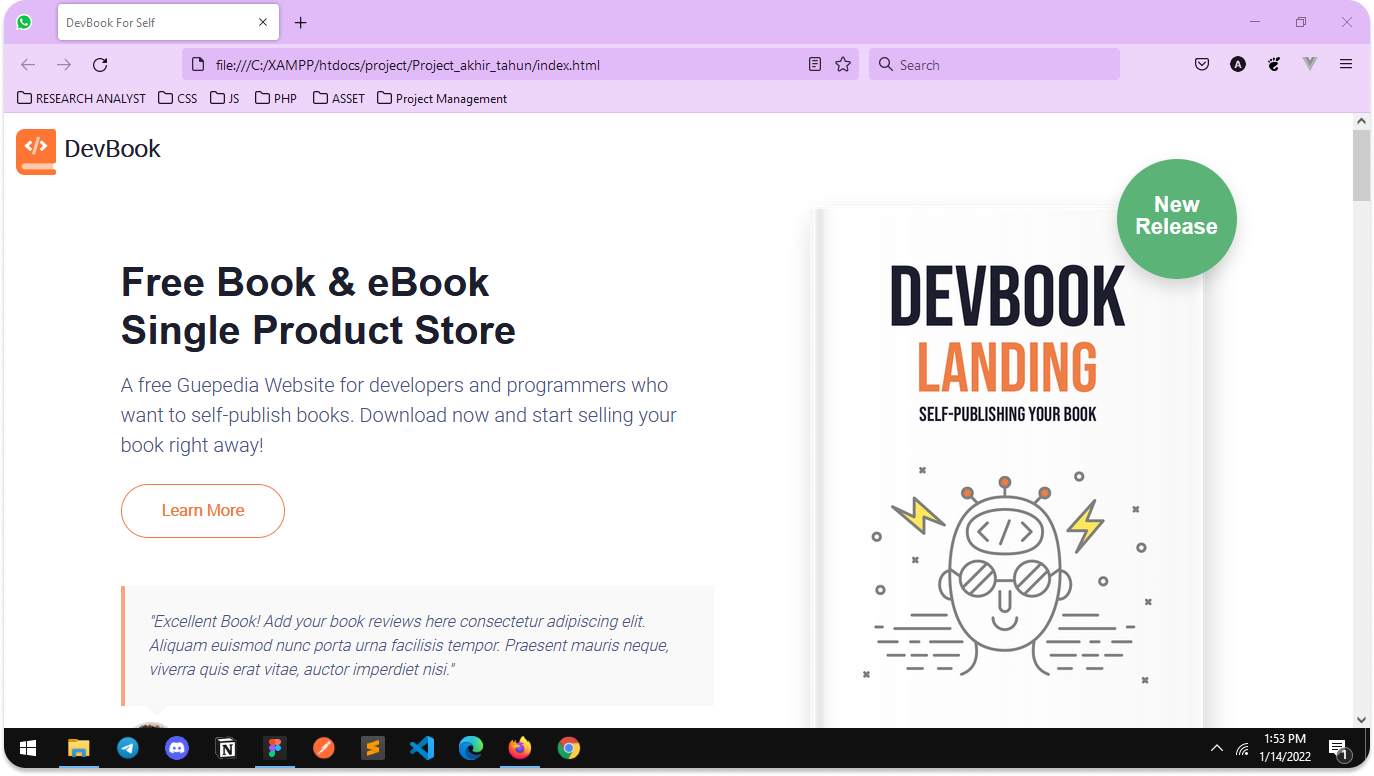 DevBook For Self
file:///C:/XAMPP/htdocs/project/Project_akhir_tahun/index.html
Search
A
RESEARCH ANALYST
CSS
JS
PHP
ASSET
Project Management
</>
DevBook
Free Book & eBook
Single Product Store
A free Guepedia Website for developers and programmers who
want to self-publish books. Download now and start selling your
book right away!
Learn More
"Excellent Book! Add your book reviews here consectetur adipiscing elit.
Aliquam euismod nunc porta urna facilisis tempor. Praesent mauris neque,
viverra quis erat vitae, auctor imperdiet nisi."
New
Release
DEVBOOK
LANDING
SELF-PUBLISHING YOUR BOOK
</>
1:53 PM
1/14/2022
1